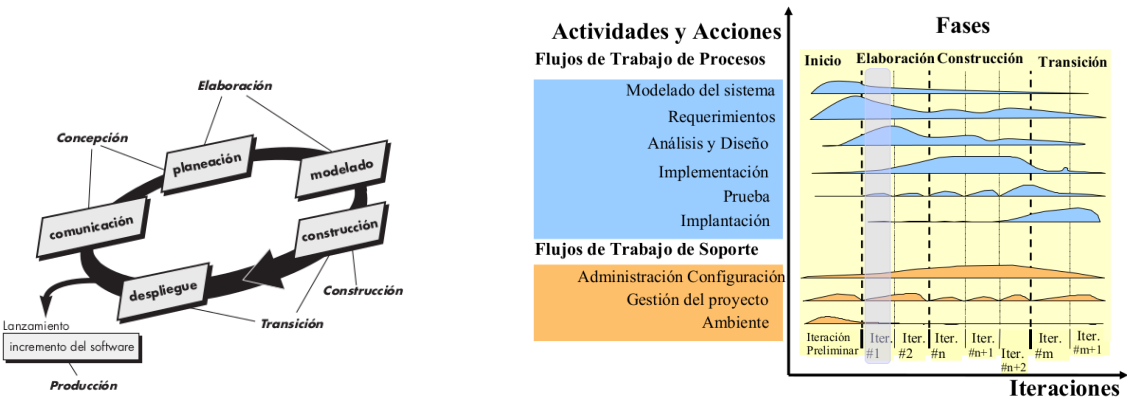 Elaboración
Concepción
planeación
modelado
comunicación
construcción
despliegue
Construcción
Transición
Lanzamiento
incremento del software
Producción
Actividades y Acciones
Fases
Flujos de Trabajo de Procesos
Inicio
Elaboración
Construcción
Transición
Modelado del sistema
Requerimientos
Análisis y Diseño
Implementación
Prueba
Implantación
Flujos de Trabajo de Soporte
Administración Configuración
Gestión del proyecto
Ambiente
Iteración
Preliminar
Iter.
#1
Iter.
#2
Iter.
#n
Iter.
#n+1
Iter.
#n+2
Iter.
#m
Iter.
#m+1
Iteraciones